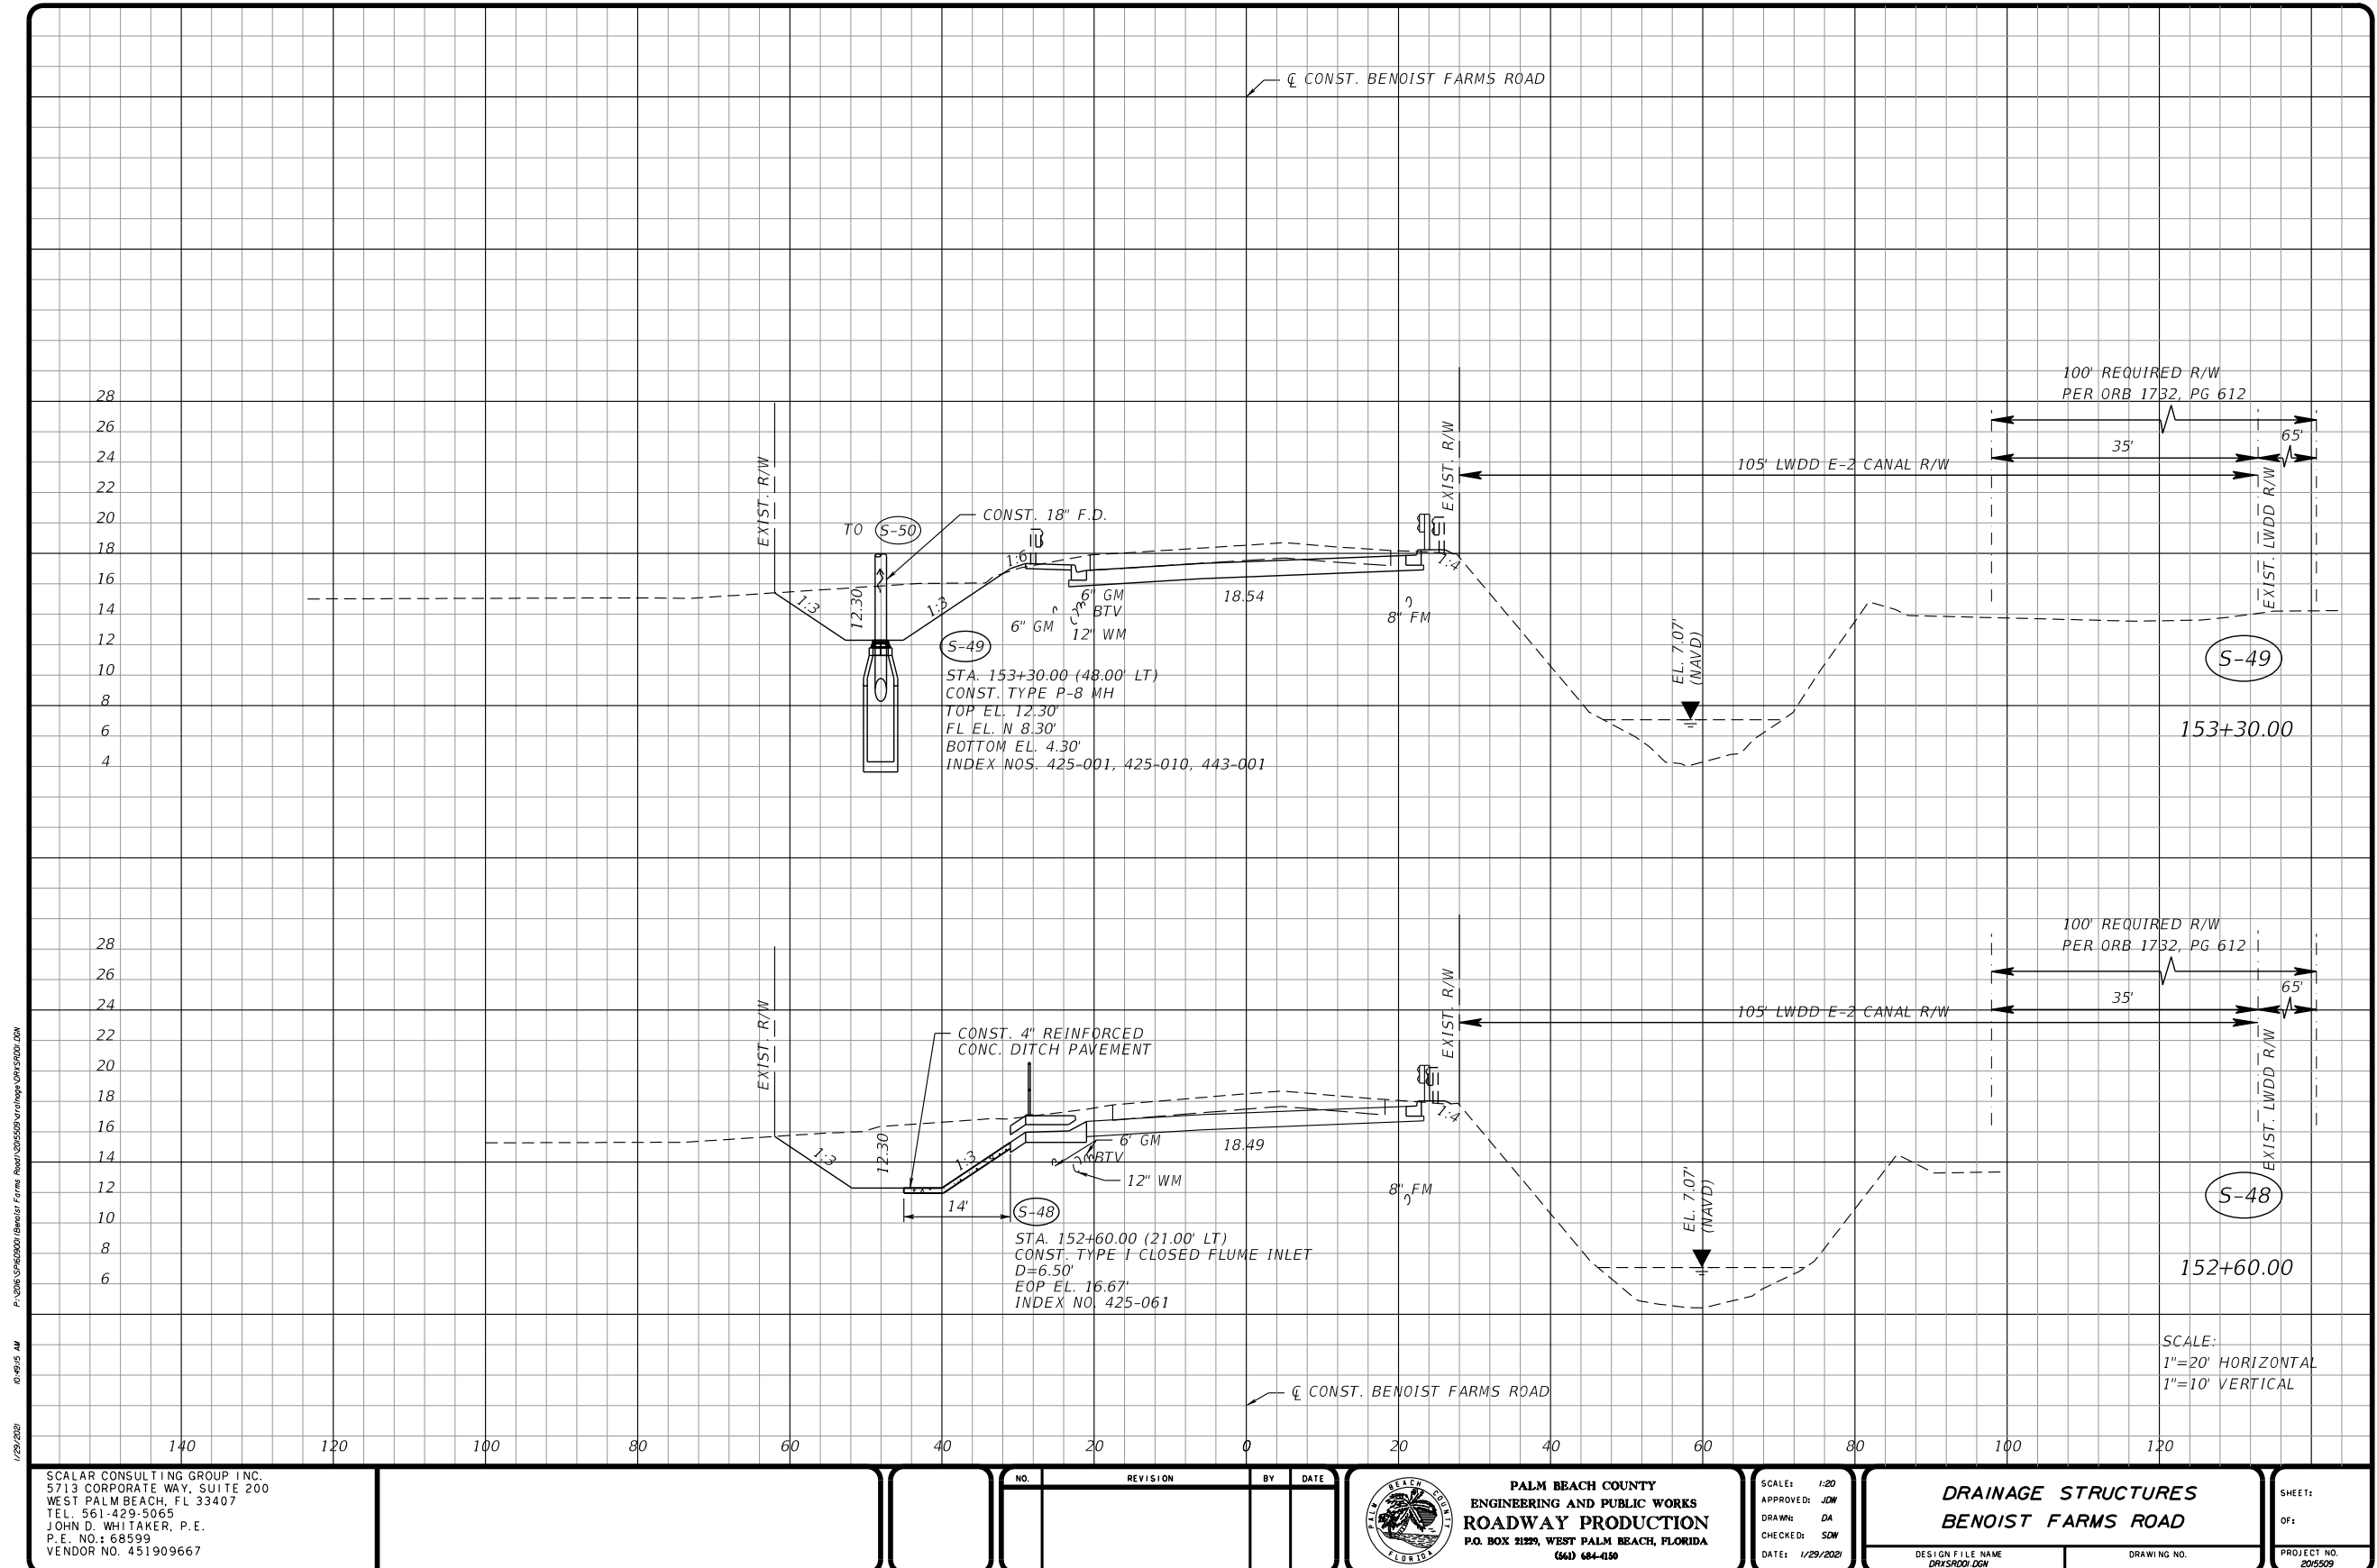 ℄ CONST. BENOIST FARMS ROAD
100' REQUIRED R/W
PER ORB 1732, PG 612
65'
35'
105' LWDD E-2 CANAL R/W
EXIST. R/W
EXIST. R/W
EXIST. LWDD R/W
28
26
24
22
20
18
16
14
12
10
8
6
4
TO S-50
CONST. 18" F.D.
1:6
1:3
12.30
1:3
6" GM
BTV
6" GM
12" WM
18.54
8" FM
1:4
EL. 7.07'
(NAVD)
S-49
STA. 153+30.00 (48.00' LT)
CONST. TYPE P-8 MH
TOP EL. 12.30'
FL EL. N 8.30'
BOTTOM EL. 4.30'
INDEX NOS. 425-001, 425-010, 443-001
S-49
153+30.00
100' REQUIRED R/W
PER ORB 1732, PG 612
65'
35'
105' LWDD E-2 CANAL R/W
EXIST. R/W
EXIST. R/W
EXIST. LWDD R/W
28
26
24
22
20
18
16
14
12
10
8
6
CONST. 4" REINFORCED
CONC. DITCH PAVEMENT
1:3
12.30
1:3
6' GM
BTV
12" WM
18.49
8" FM
1:4
EL. 7.07'
(NAVD)
14'
S-48
STA. 152+60.00 (21.00' LT)
CONST. TYPE I CLOSED FLUME INLET
D=6.50'
EOP EL. 16.67'
INDEX NO. 425-061
S-48
152+60.00
SCALE:
1"=20' HORIZONTAL
1"=10' VERTICAL
℄ CONST. BENOIST FARMS ROAD
140 120 100 80 60 40 20 0 20 40 60 80 100 120
1/29/2021 10:49:15 AM
SCALAR CONSULTING GROUP INC.
5713 CORPORATE WAY, SUITE 200
WEST PALM BEACH, FL 33407
TEL. 561-429-5065
JOHN D. WHITAKER, P.E.
P.E. NO.: 68599
VENDOR NO. 451909667
NO. REVISION BY DATE
PALM BEACH COUNTY
FLORIDA
PALM BEACH COUNTY
ENGINEERING AND PUBLIC WORKS
ROADWAY PRODUCTION
P.O. BOX 21229, WEST PALM BEACH, FLORIDA
(561) 684-4150
SCALE: 1:20
APPROVED: JDW
DRAWN: DA
CHECKED: SDW
DATE: 1/29/2021
DRAINAGE STRUCTURES
BENOIST FARMS ROAD
DESIGN FILE NAME
DRXSRD01.DGN
DRAWING NO.
SHEET:
OF:
PROJECT NO.
2015509